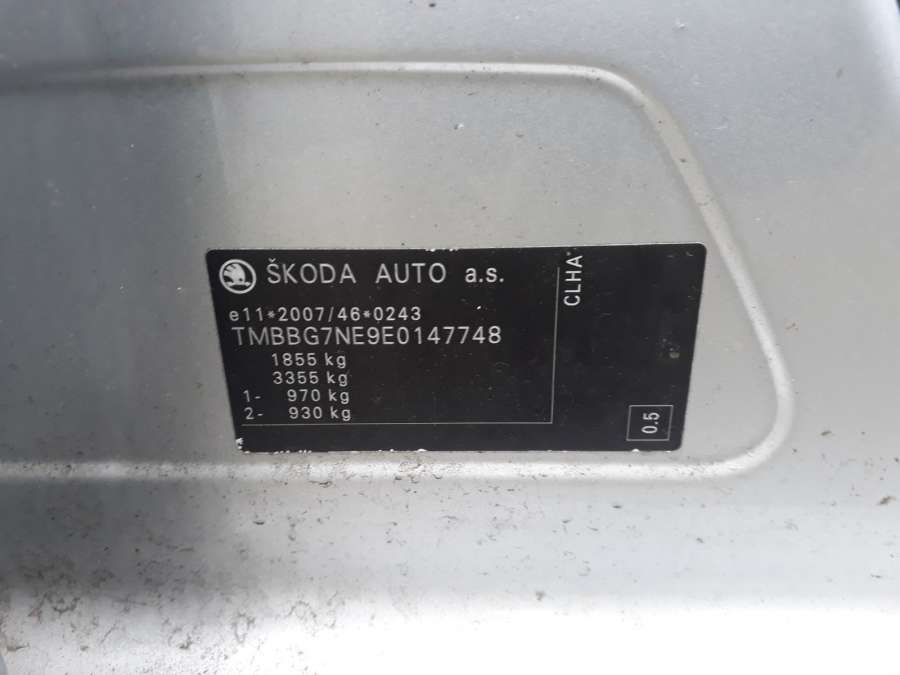 ŠKODA AUTO a.s.
e11*2007/46*0243
TMBBG7NE9E0147748
1855 kg
3355 kg
1- 970 kg
2- 930 kg
CLHA
0.5